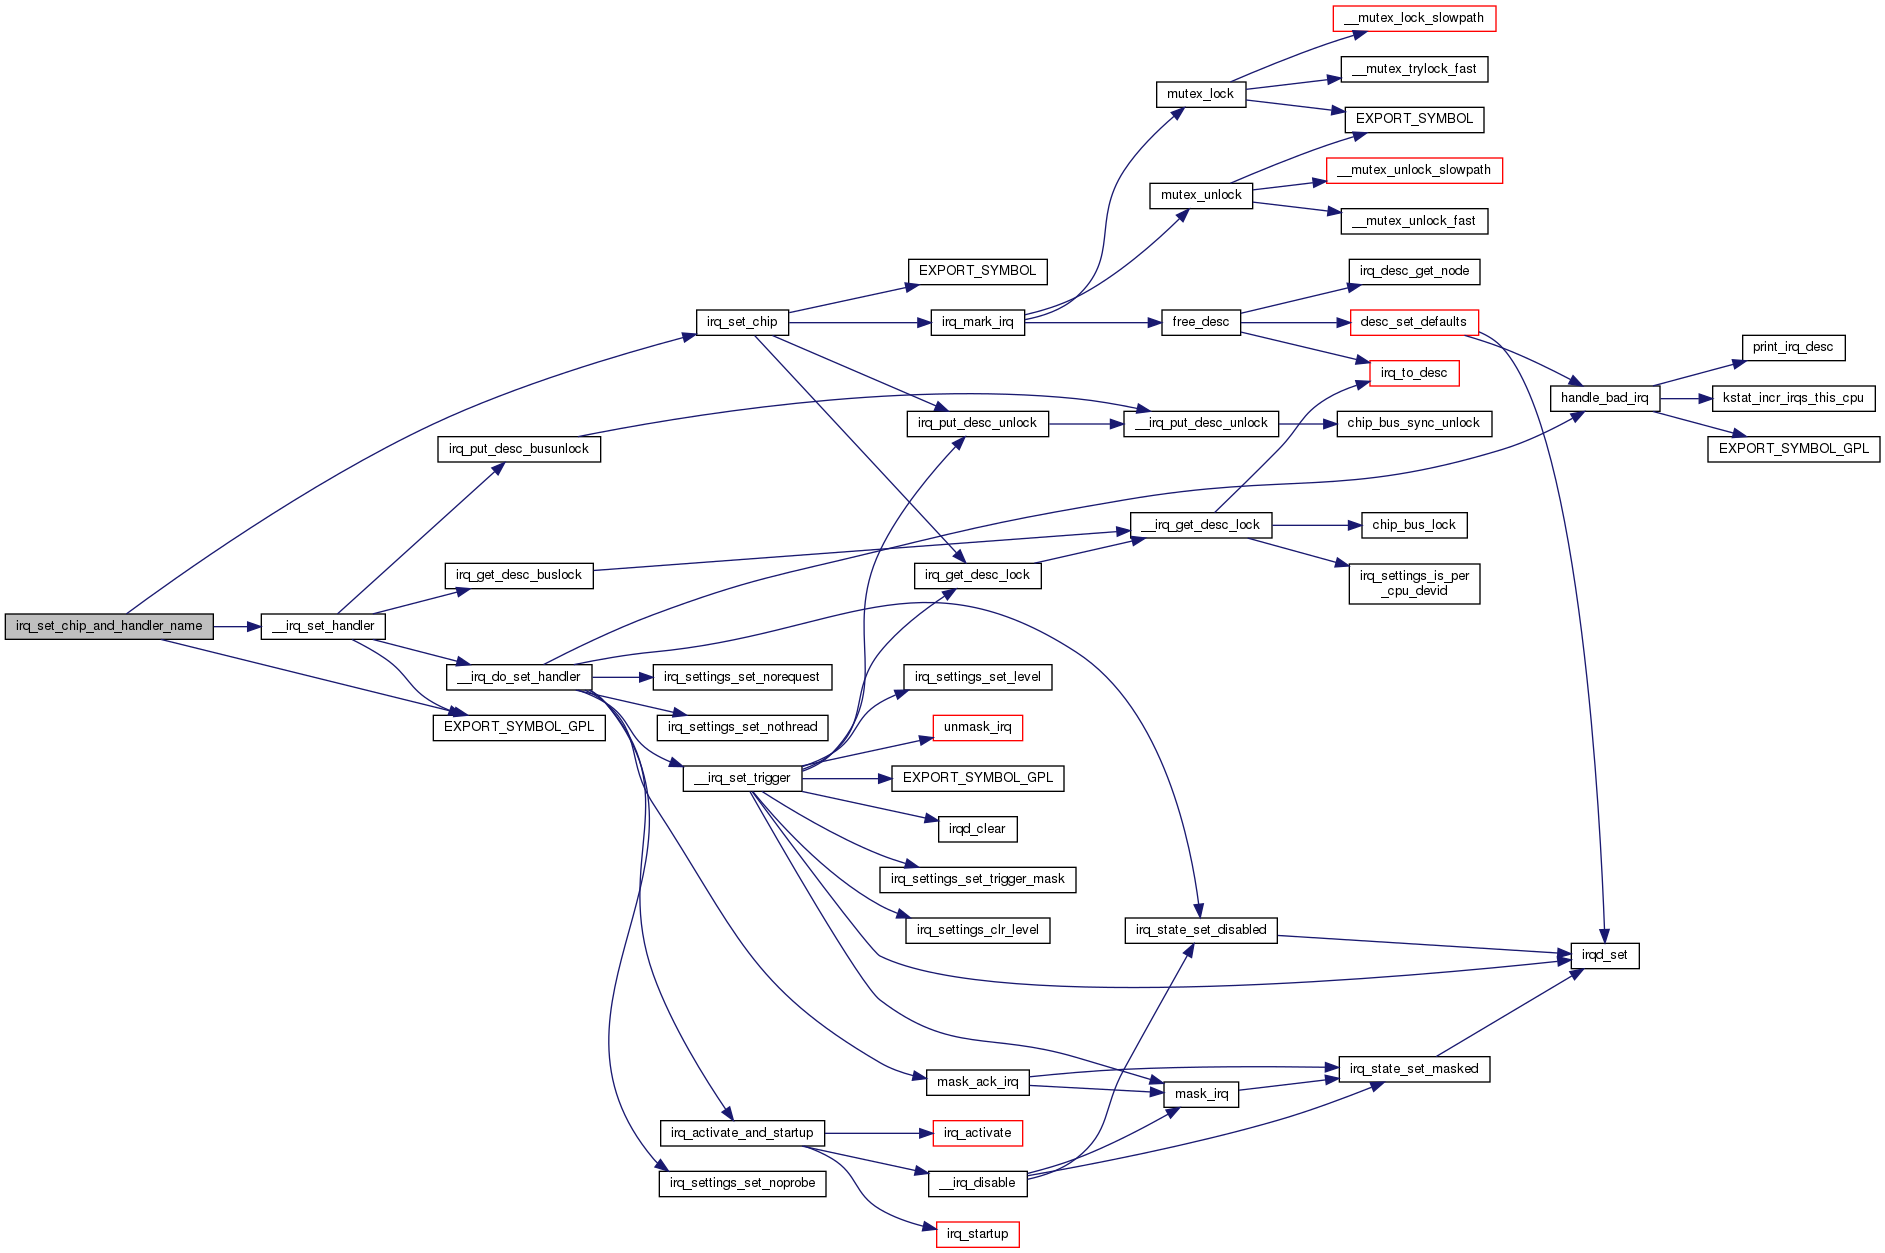 __mutex_lock_slowpath
__mutex_trylock_fast
mutex_lock
EXPORT_SYMBOL
__mutex_unlock_slowpath
mutex_unlock
__mutex_unlock_fast
EXPORT_SYMBOL
irq_desc_get_node
irq_set_chip
irq_mark_irq
free_desc
desc_set_defaults
print_irq_desc
irq_to_desc
handle_bad_irq
kstat_incr_irqs_this_cpu
irq_put_desc_unlock
__irq_put_desc_unlock
chip_bus_sync_unlock
irq_put_desc_busunlock
EXPORT_SYMBOL_GPL
__irq_get_desc_lock
chip_bus_lock
irq_get_desc_buslock
irq_get_desc_lock
irq_settings_is_per
_cpu_devid
irq_set_chip_and_handler_name
__irq_set_handler
__irq_do_set_handler
irq_settings_set_norequest
irq_settings_set_level
EXPORT_SYMBOL_GPL
irq_settings_set_nothread
unmask_irq
__irq_set_trigger
EXPORT_SYMBOL_GPL
irqd_clear
irq_settings_set_trigger_mask
irq_settings_clr_level
irq_state_set_disabled
irqd_set
irq_state_set_masked
mask_ack_irq
mask_irq
irq_activate_and_startup
irq_activate
irq_settings_set_noprobe
__irq_disable
irq_startup